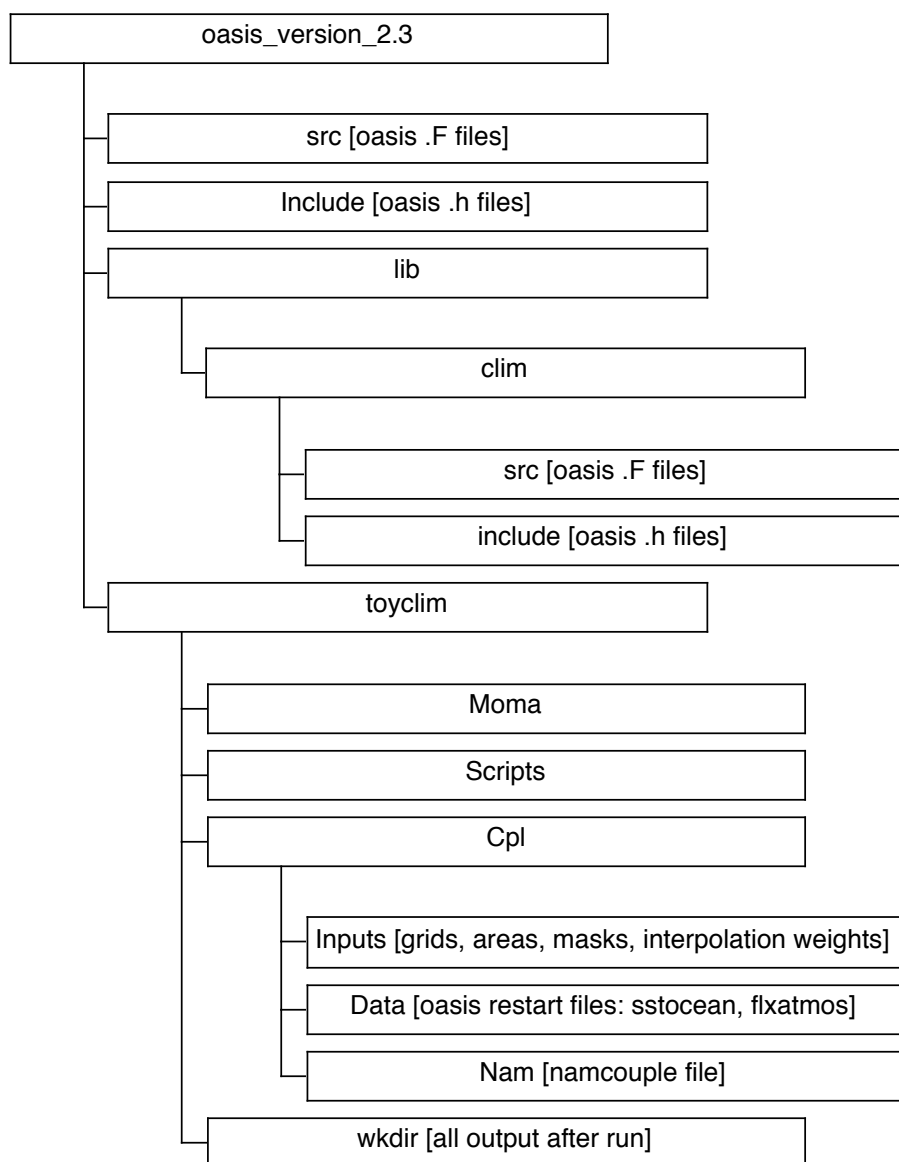 oasis_version_2.3
src [oasis .F files]
Include [oasis .h files]
lib
clim
src [oasis .F files]
include [oasis .h files]
toyclim
Moma
Scripts
Cpl
Inputs [grids, areas, masks, interpolation weights]
Data [oasis restart files: sstocean, flxatmos]
Nam [namcouple file]
wkdir [all output after run]